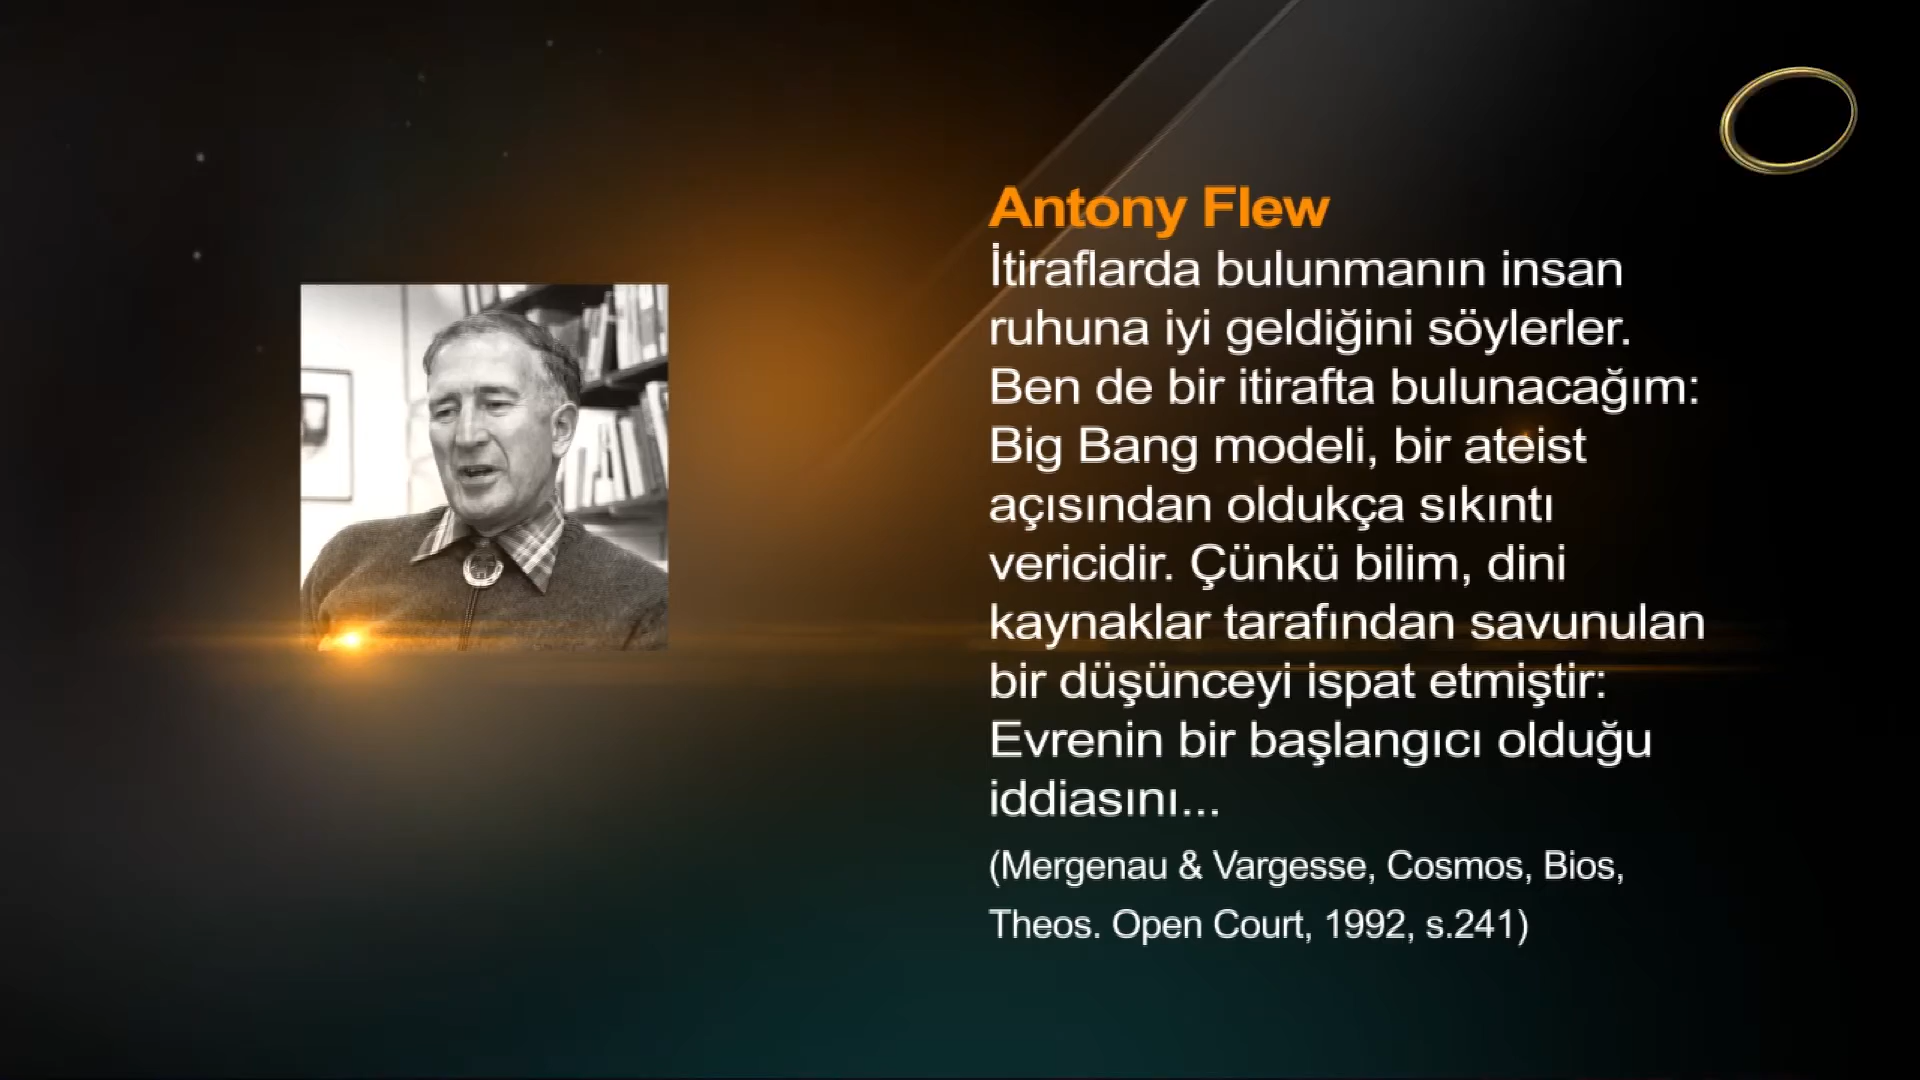 Antony Flew
İtiraflarda bulunmanın insan
ruhuna iyi geldiğini söylerler.
Ben de bir itirafta bulunacağım:
Big Bang modeli, bir ateist
açısından oldukça sıkıntı
vericidir. Çünkü bilim, dini
kaynaklar tarafından savunulan
bir düşünceyi ispat etmiştir:
Evrenin bir başlangıcı olduğu
iddiasını...
(Mergenau & Vargesse, Cosmos, Bios,
Theos. Open Court, 1992, s.241)